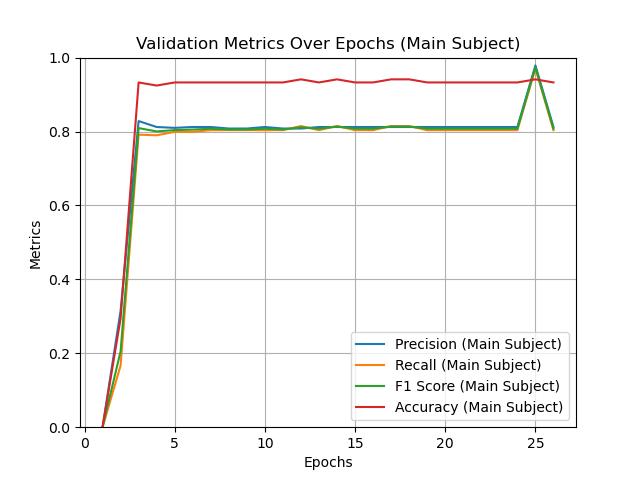 Validation Metrics Over Epochs (Main Subject)
1.0
0.8
0.6
0.4
0.2
0.0
Metrics
Precision (Main Subject)
Recall (Main Subject)
F1 Score (Main Subject)
Accuracy (Main Subject)
0 5 10 15 20 25
Epochs